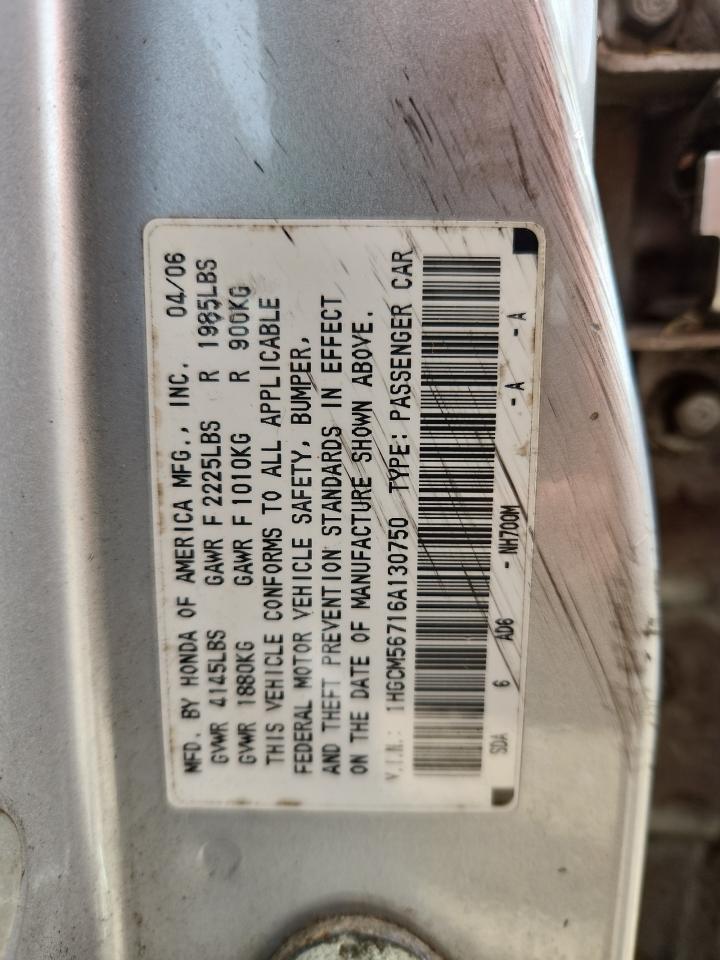 MFD. BY HONDA OF AMERICA MFG., INC. 04/06
GVWR 4145LBS GAWR F 2225LBS R 1985LBS
GVWR 1880KG GAWR F 1010KG R 900KG
THIS VEHICLE CONFORMS TO ALL APPLICABLE
FEDERAL MOTOR VEHICLE SAFETY, BUMPER,
AND THEFT PREVENTION STANDARDS IN EFFECT
ON THE DATE OF MANUFACTURE SHOWN ABOVE.
V.I.N.: 1HGCM56716A130750 TYPE: PASSENGER CAR
SDA 6 AD6 - NH700M - A - A